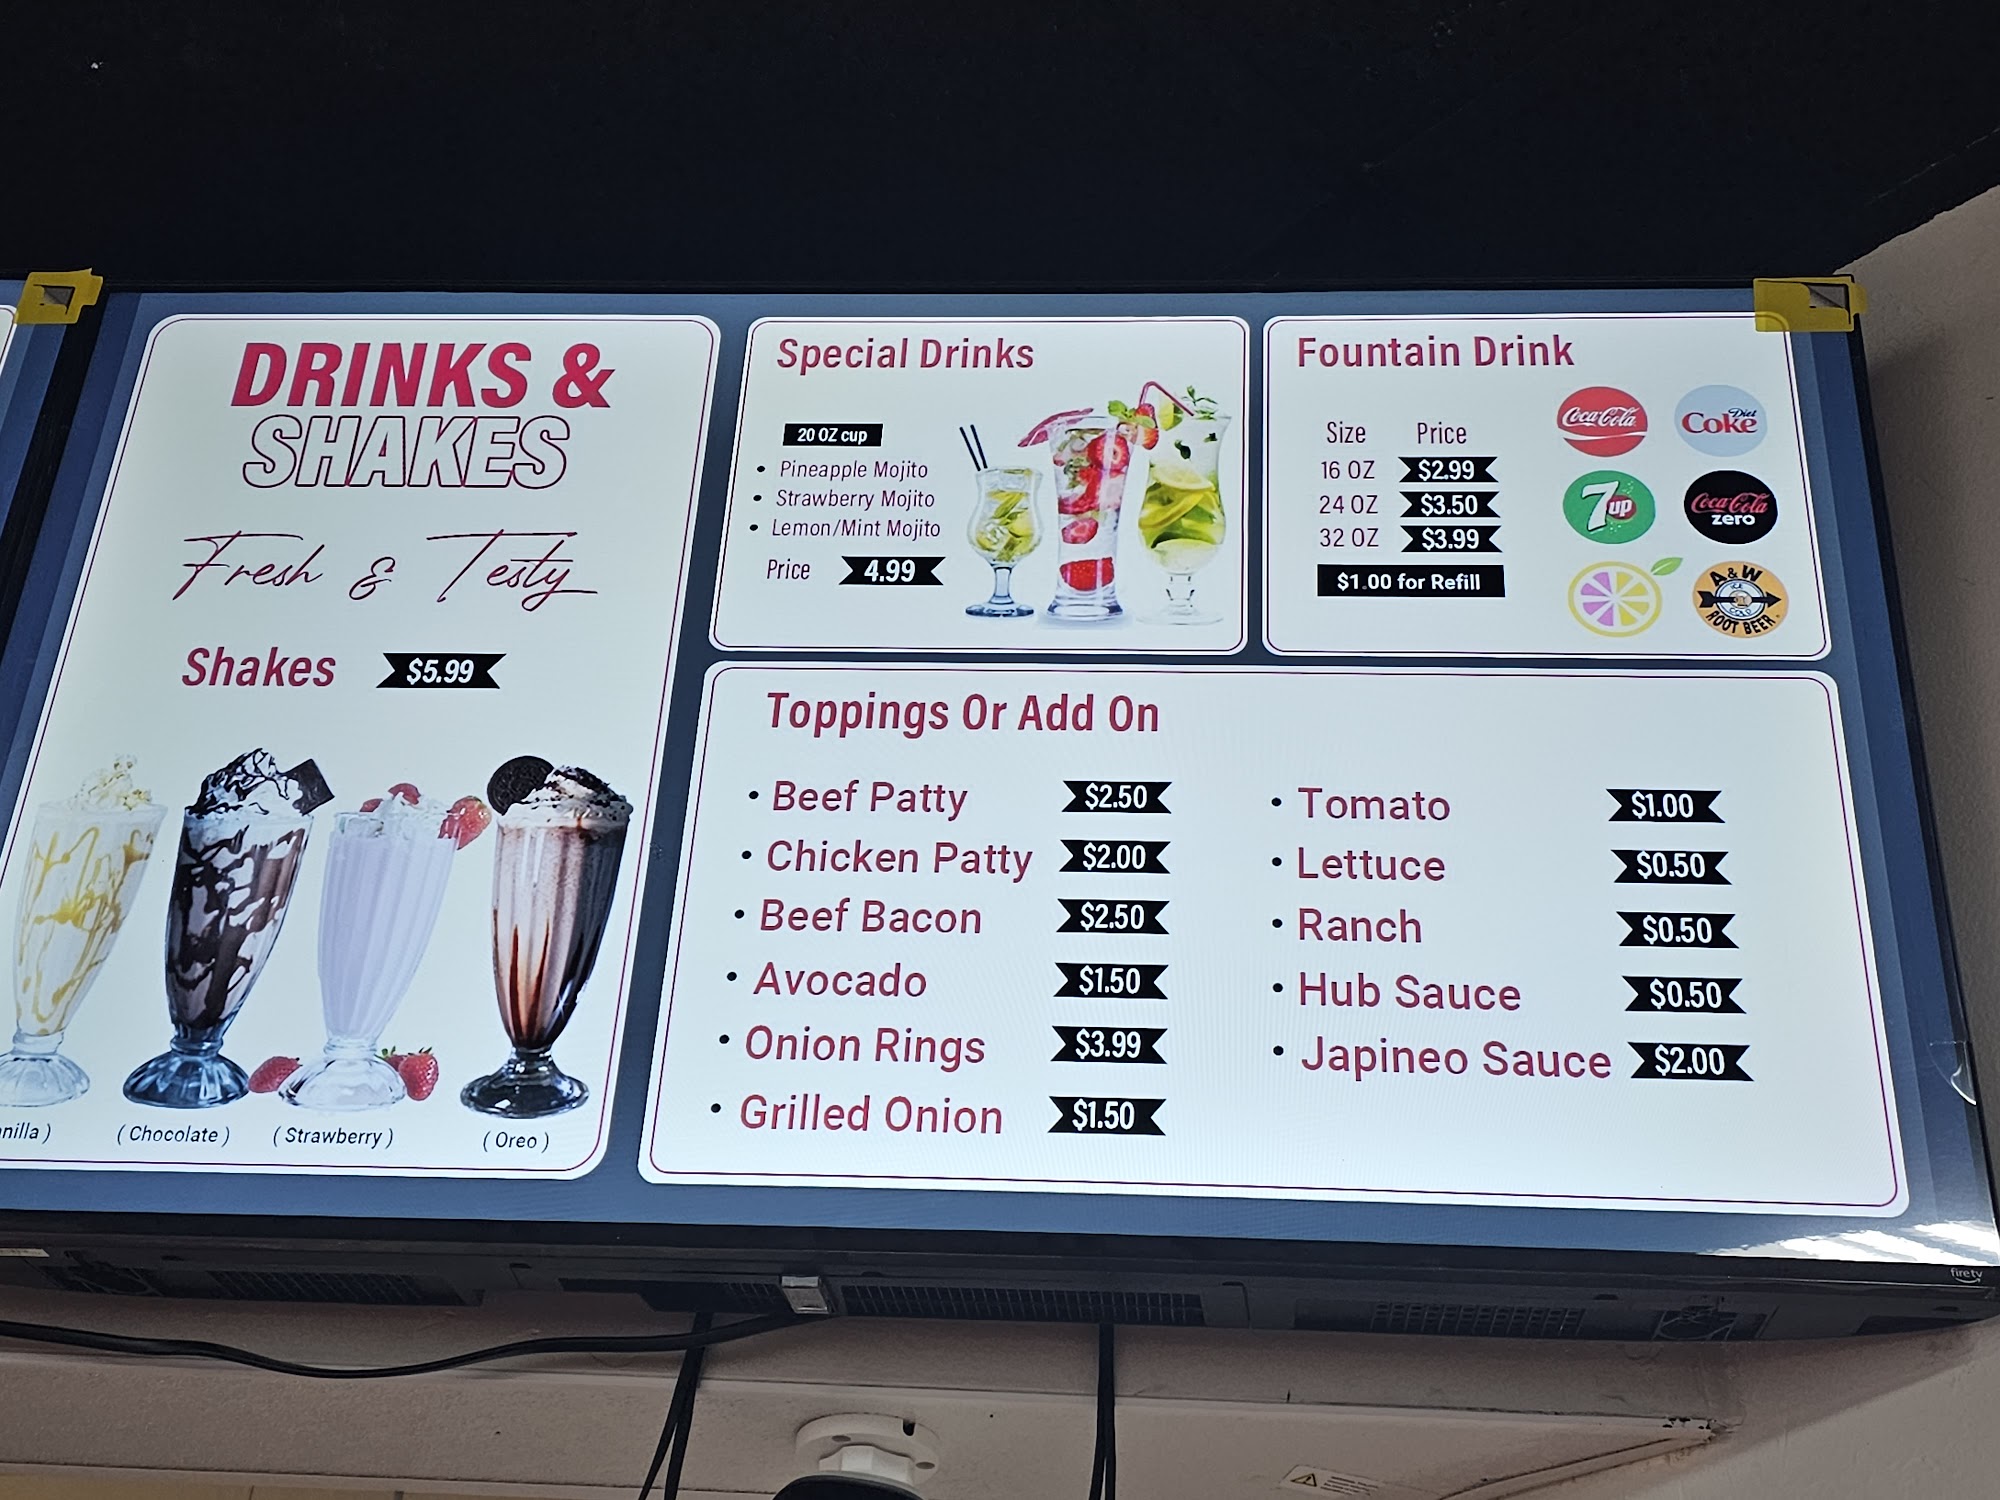 DRINKS &
SHAKES
Fresh & Testy
Shakes $5.99
( Chocolate )
( Strawberry )
( Oreo )
Special Drinks
20 OZ cup
• Pineapple Mojito
• Strawberry Mojito
• Lemon/Mint Mojito
Price 4.99
Fountain Drink
Size Price
16 OZ $2.99
24 OZ $3.50
32 OZ $3.99
$1.00 for Refill
Coca-Cola
Diet
Coke
7up
Coca-Cola
zero
A&W
ROOT BEER
Toppings Or Add On
• Beef Patty $2.50
• Chicken Patty $2.00
• Beef Bacon $2.50
• Avocado $1.50
• Onion Rings $3.99
• Grilled Onion $1.50
• Tomato $1.00
• Lettuce $0.50
• Ranch $0.50
• Hub Sauce $0.50
• Japineo Sauce $2.00
firetv